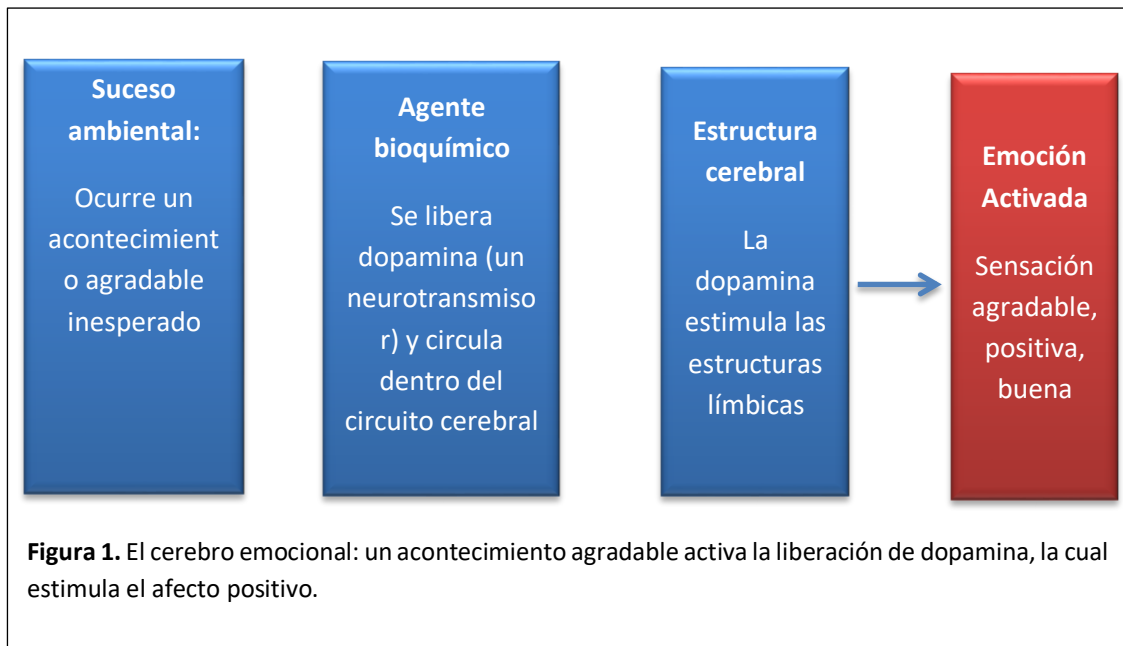 Suceso
ambiental:
Ocurre un
acontecimient
o agradable
inesperado
Agente
bioquímico
Se libera
dopamina (un
neurotransmiso
r) y circula
dentro del
circuito cerebral
Estructura
cerebral
La
dopamina
estimula las
estructuras
límbicas
Emoción
Activada
Sensación
agradable,
positiva,
buena
Figura 1. El cerebro emocional: un acontecimiento agradable activa la liberación de dopamina, la cual
estimula el afecto positivo.